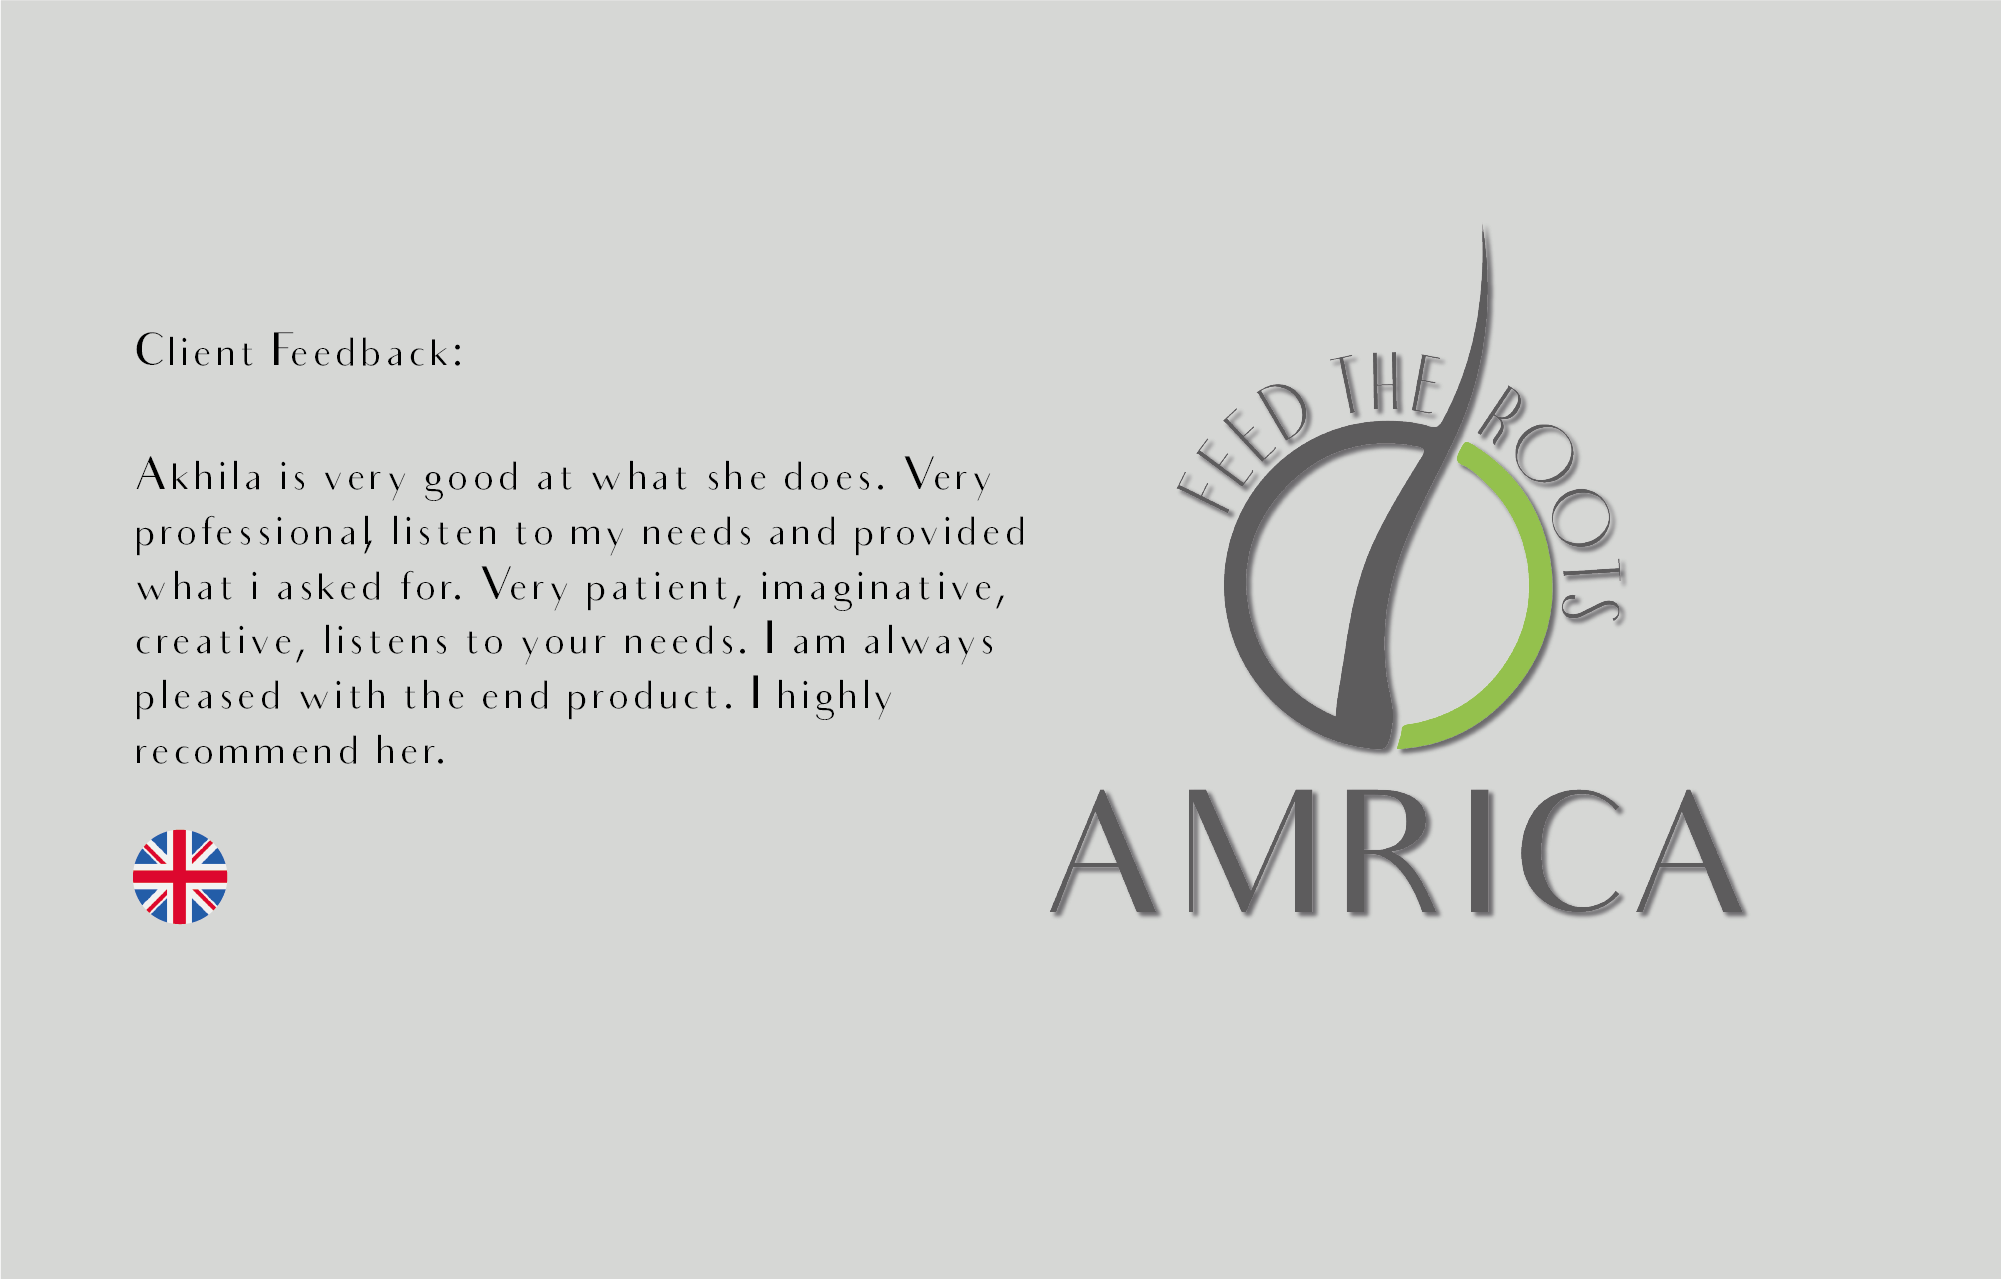 Client Feedback:
Akhila is very good at what she does. Very
professional, listen to my needs and provided
what i asked for. Very patient, imaginative,
creative, listens to your needs. I am always
pleased with the end product. I highly
recommend her.
FEED THE ROOTS
AMRICA